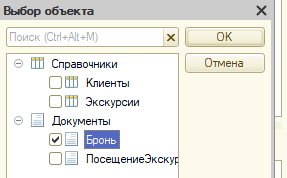 Выбор объекта
Поиск (Ctrl+Alt+M)
OK
Справочники
Отмена
Клиенты
Экскурсии
Документы
Бронь
ПосещениеЭкскур